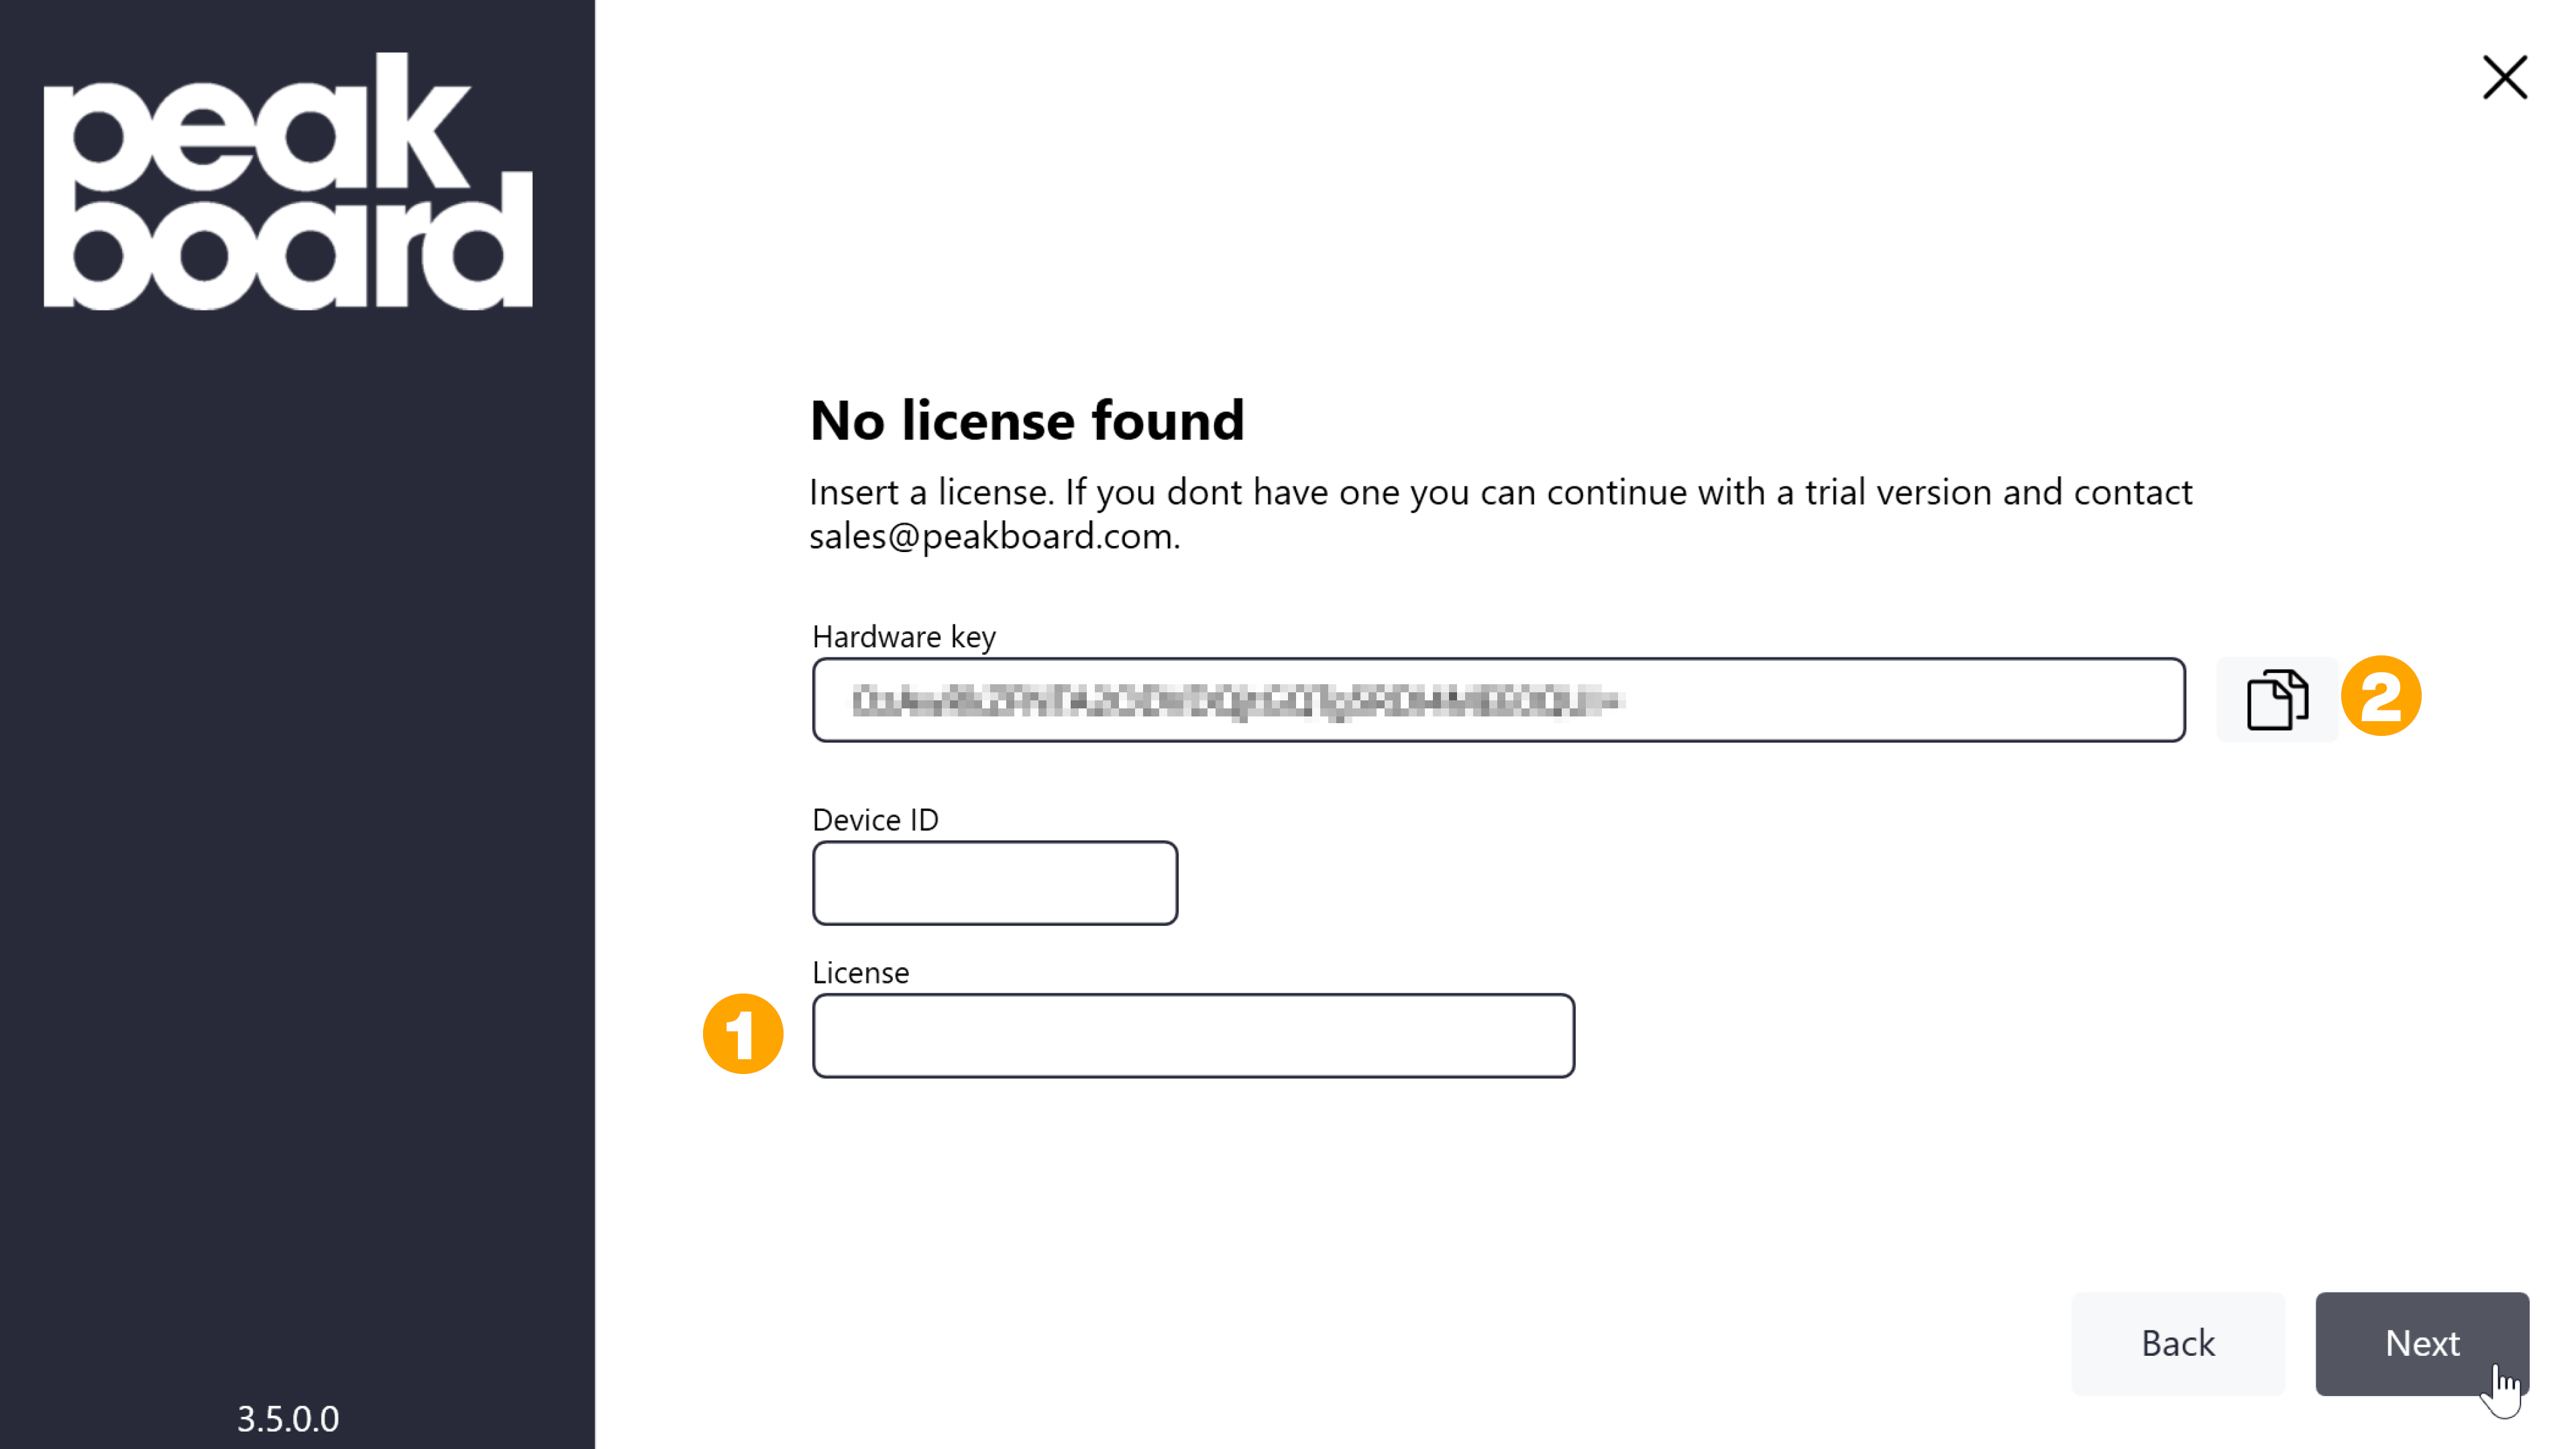 peak
board
No license found
Insert a license. If you dont have one you can continue with a trial version and contact
sales@peakboard.com.
Hardware key
2
Device ID
License
1
Back
Next
3.5.0.0